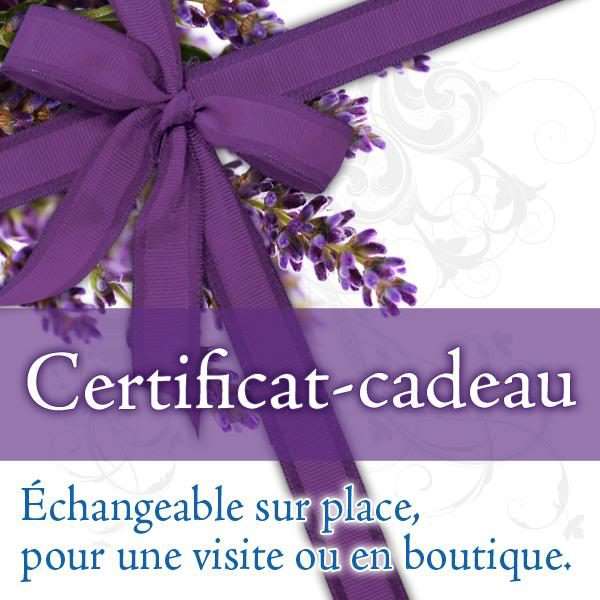 Certificat-cadeau
Échangeable sur place,
pour une visite ou en boutique.